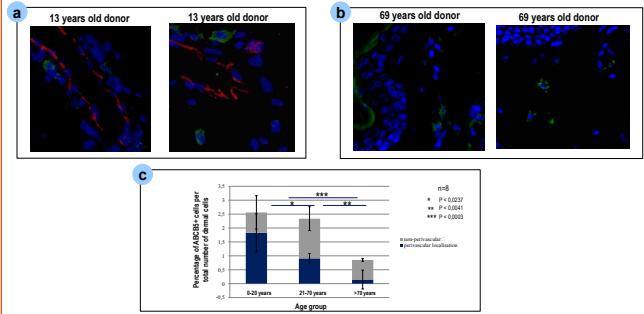 a
13 years old donor
13 years old donor
b
69 years old donor
69 years old donor
c
Percentage of ABCB5+ cells per
total number of dermal cells
3,5
3
2,5
2
1,5
1
0,5
0
-0,5
***
*
**
0-20 years
21-70 years
>70 years
Age group
n=8
* P < 0,0237
** P < 0,0041
*** P < 0,0003
non-perivascular
perivascular localisation